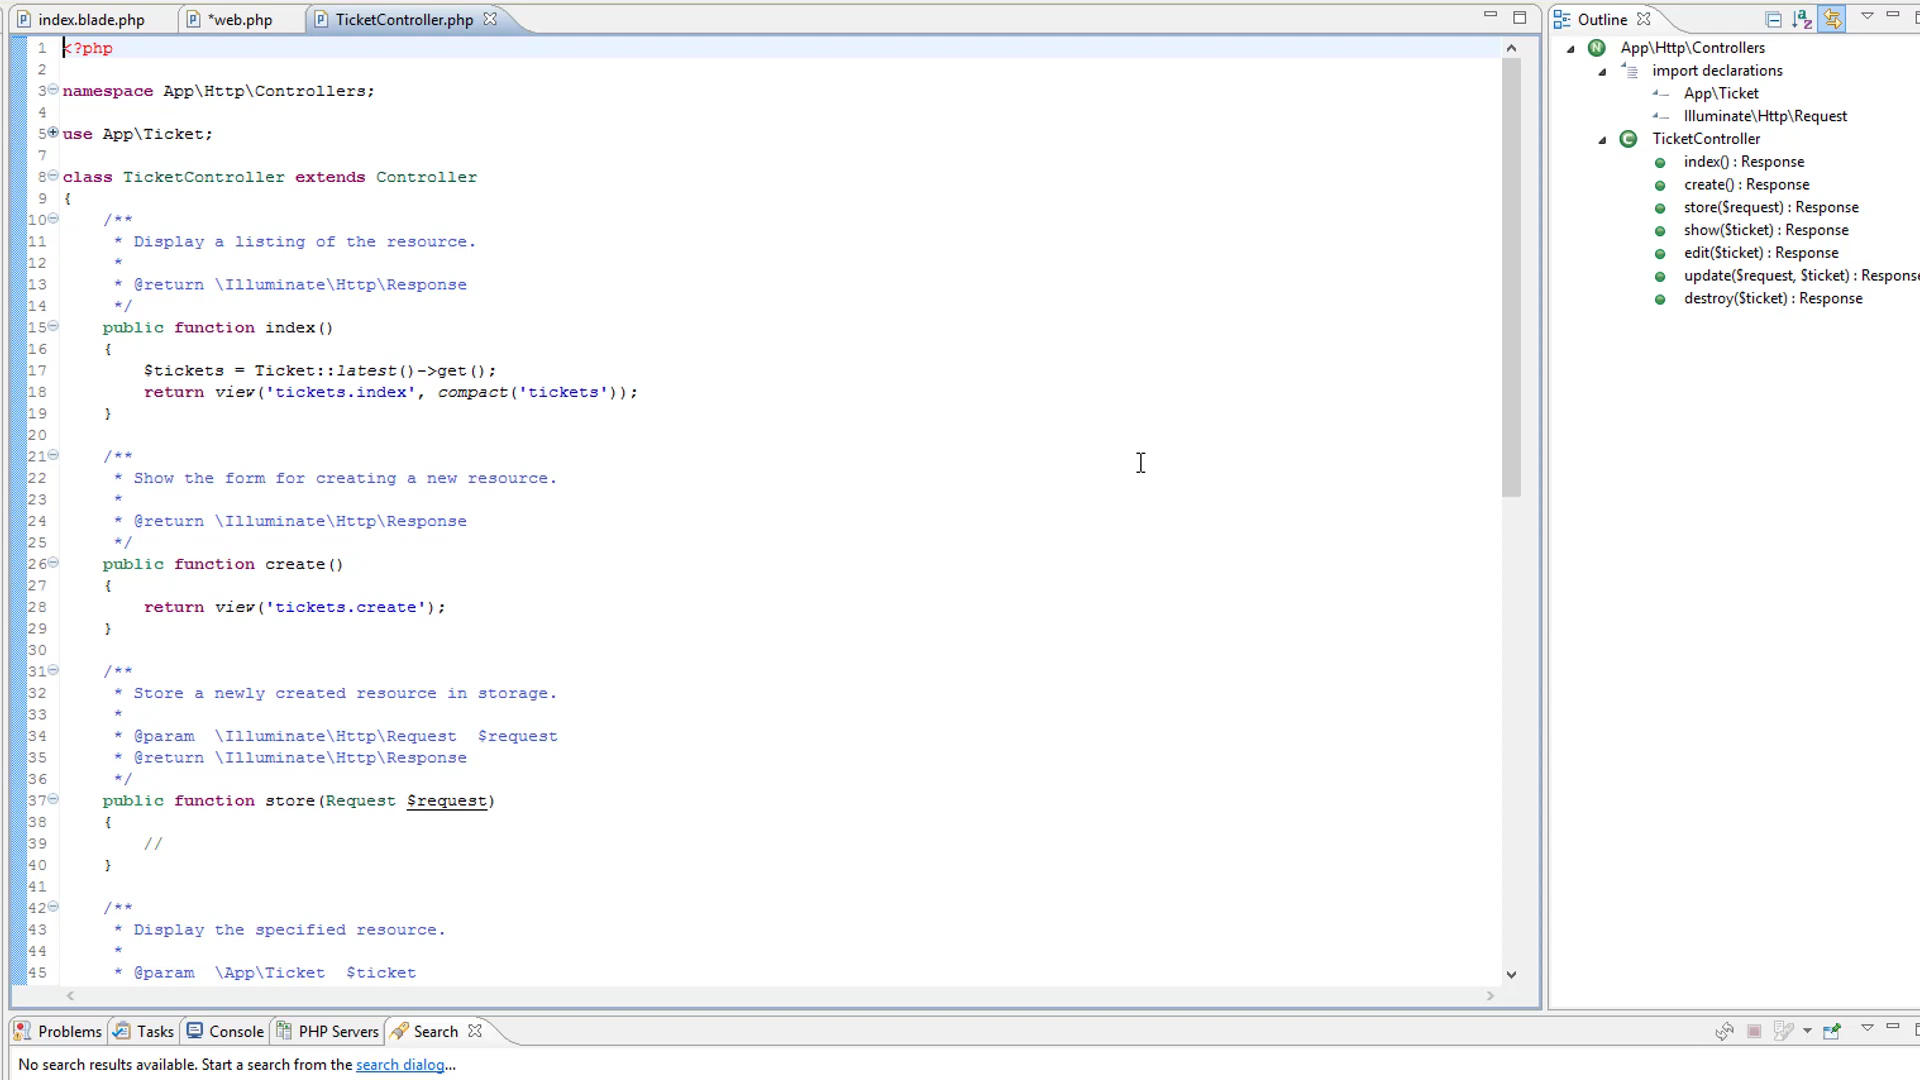 index.blade.php
*web.php
TicketController.php
1 <?php
2
3 namespace App\Http\Controllers;
4
5 use App\Ticket;
7
8 class TicketController extends Controller
9 {
10 /**
11 * Display a listing of the resource.
12 *
13 * @return \Illuminate\Http\Response
14 */
15 public function index()
16 {
17 $tickets = Ticket::latest()->get();
18 return view('tickets.index', compact('tickets'));
19 }
20
21 /**
22 * Show the form for creating a new resource.
23 *
24 * @return \Illuminate\Http\Response
25 */
26 public function create()
27 {
28 return view('tickets.create');
29 }
30
31 /**
32 * Store a newly created resource in storage.
33 *
34 * @param \Illuminate\Http\Request $request
35 * @return \Illuminate\Http\Response
36 */
37 public function store(Request $request)
38 {
39 //
40 }
41
42 /**
43 * Display the specified resource.
44 *
45 * @param \App\Ticket $ticket
Outline
App\Http\Controllers
import declarations
App\Ticket
Illuminate\Http\Request
TicketController
index() : Response
create() : Response
store($request) : Response
show($ticket) : Response
edit($ticket) : Response
update($request, $ticket) : Response
destroy($ticket) : Response
Problems
Tasks
Console
PHP Servers
Search
No search results available. Start a search from the search dialog...